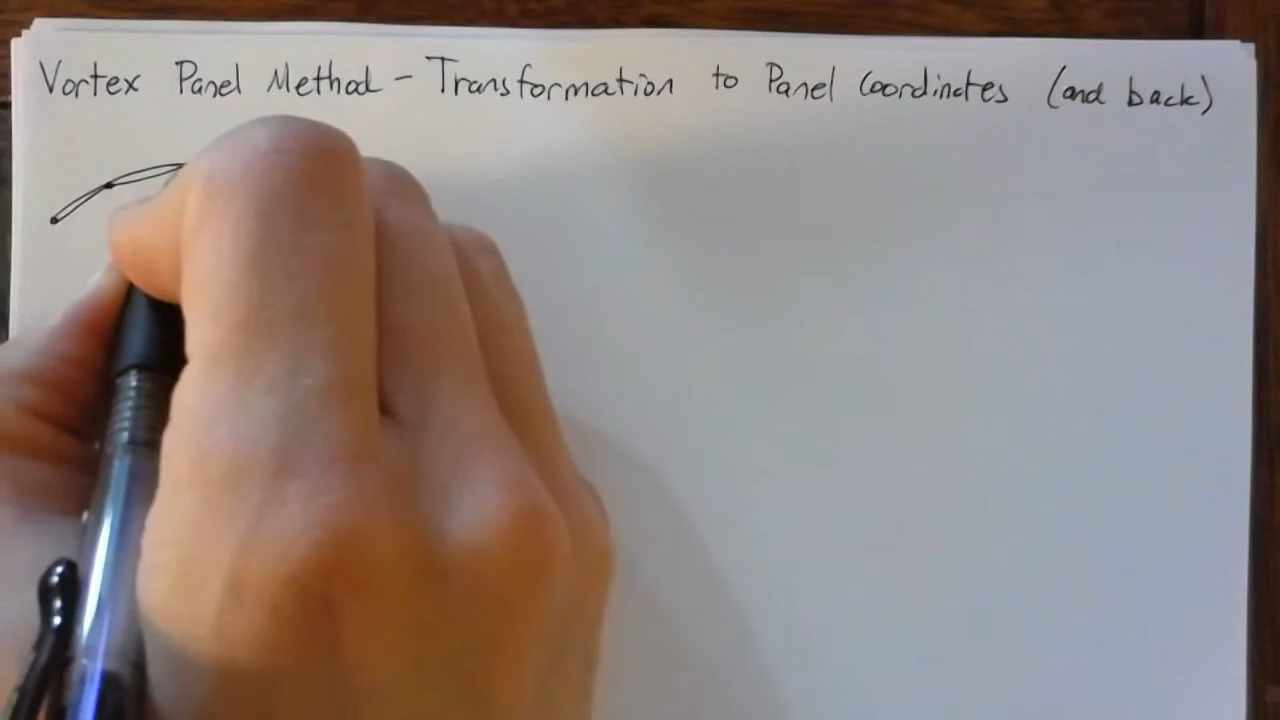 Vortex Panel Method - Transformation to Panel Coordinates (and back)